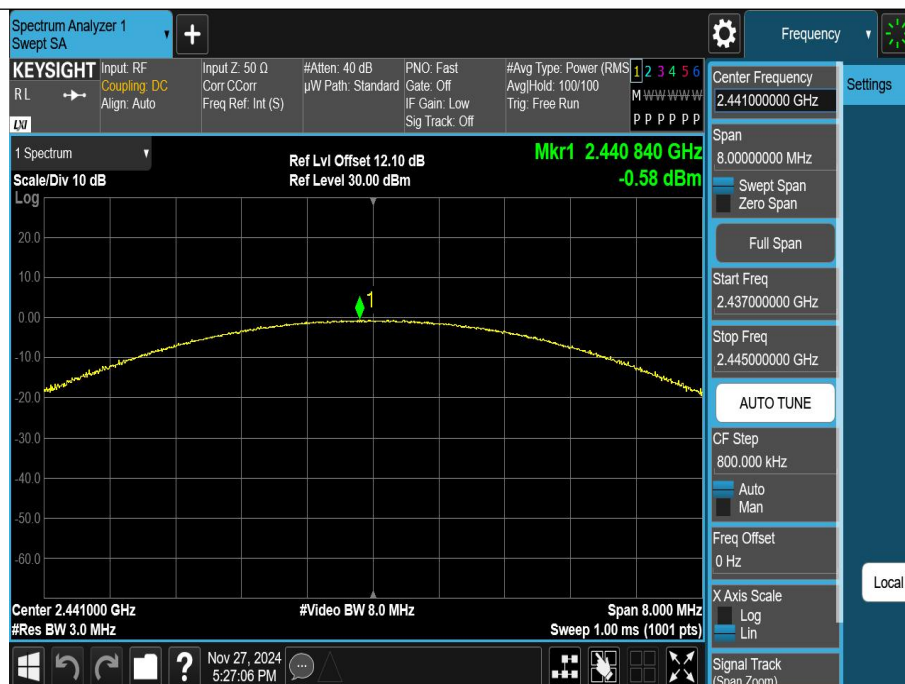 Spectrum Analyzer 1
Swept SA
+
Frequency
KEYSIGHT
RL
LXI
Input: RF
Coupling: DC
Align: Auto
Input Z: 50 Ω
Corr CCorr
Freq Ref: Int (S)
#Atten: 40 dB
µW Path: Standard
PNO: Fast
Gate: Off
IF Gain: Low
Sig Track: Off
#Avg Type: Power (RMS
Avg|Hold: 100/100
Trig: Free Run
1 2 3 4 5 6
M W W W W W
P P P P P P
1 Spectrum
Scale/Div 10 dB
Log
Ref Lvl Offset 12.10 dB
Ref Level 30.00 dBm
Mkr1 2.440 840 GHz
-0.58 dBm
20.0
10.0
0.00
-10.0
-20.0
-30.0
-40.0
-50.0
-60.0
1
Center 2.441000 GHz
#Res BW 3.0 MHz
#Video BW 8.0 MHz
Span 8.000 MHz
Sweep 1.00 ms (1001 pts)
?
Nov 27, 2024
5:27:06 PM
Center Frequency
2.441000000 GHz
Settings
Span
8.00000000 MHz
Swept Span
Zero Span
Full Span
Start Freq
2.437000000 GHz
Stop Freq
2.445000000 GHz
AUTO TUNE
CF Step
800.000 kHz
Auto
Man
Freq Offset
0 Hz
X Axis Scale
Log
Lin
Local
Signal Track
(Span Zoom)